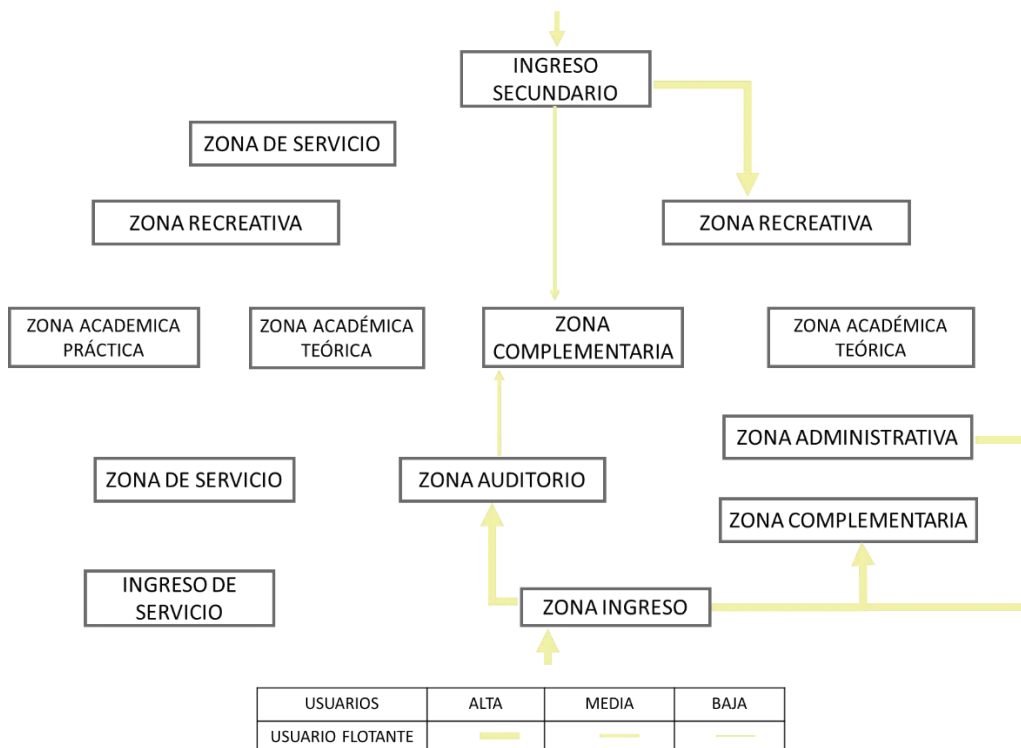 INGRESO
SECUNDARIO
ZONA DE SERVICIO
ZONA RECREATIVA
ZONA RECREATIVA
ZONA ACADEMICA
PRÁCTICA
ZONA ACADÉMICA
TEÓRICA
ZONA
COMPLEMENTARIA
ZONA ACADÉMICA
TEÓRICA
ZONA ADMINISTRATIVA
ZONA DE SERVICIO
ZONA AUDITORIO
ZONA COMPLEMENTARIA
INGRESO DE
SERVICIO
ZONA INGRESO
USUARIOS ALTA MEDIA BAJA
USUARIO FLOTANTE